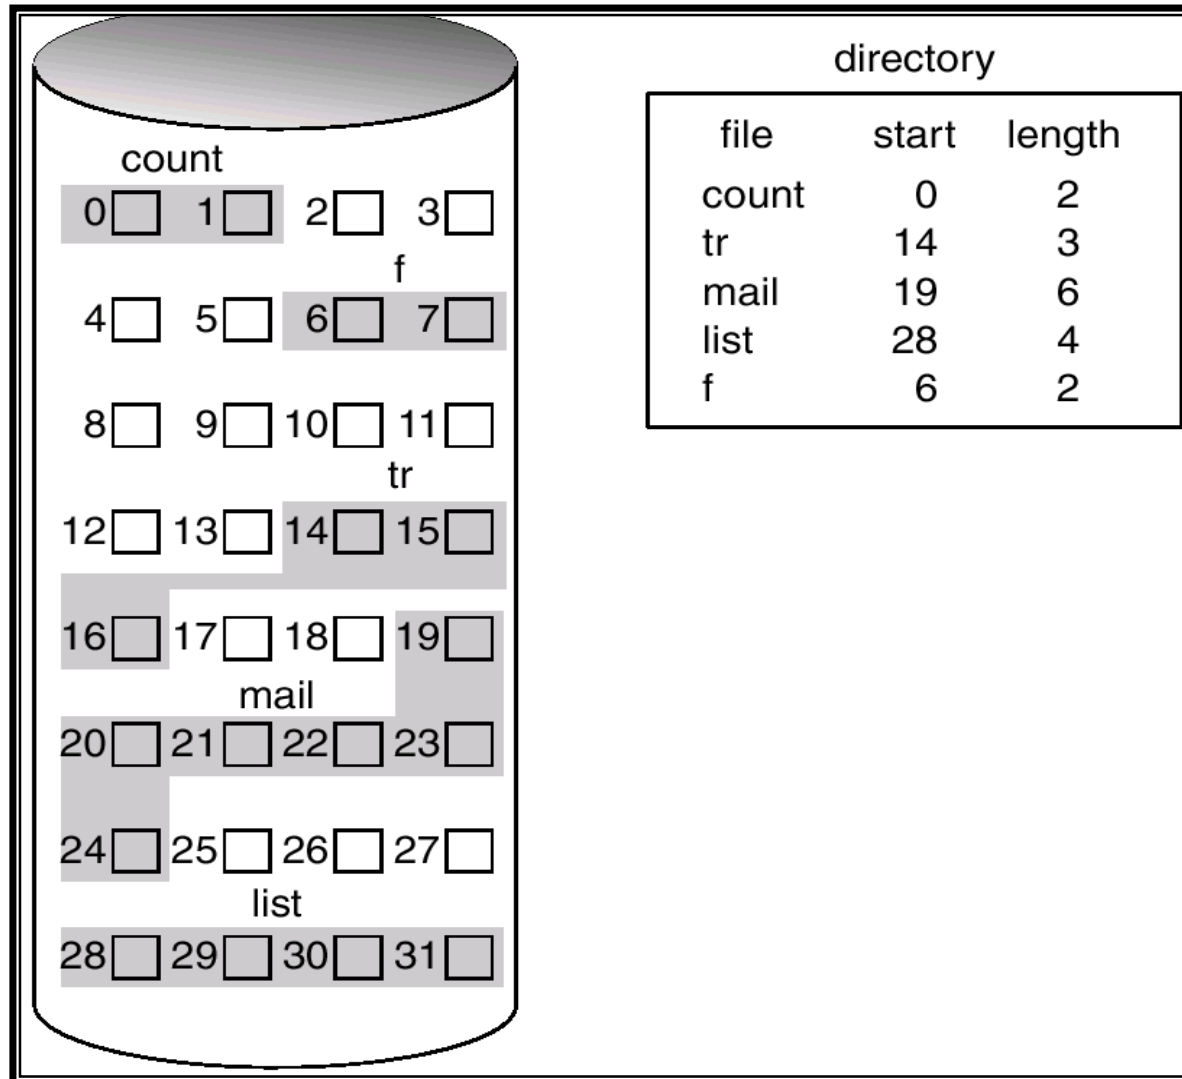 directory
file start length
count 0 2
tr 14 3
mail 19 6
list 28 4
f 6 2
count
0 1 2 3
f
4 5 6 7
8 9 10 11
tr
12 13 14 15
16 17 18 19
mail
20 21 22 23
24 25 26 27
list
28 29 30 31